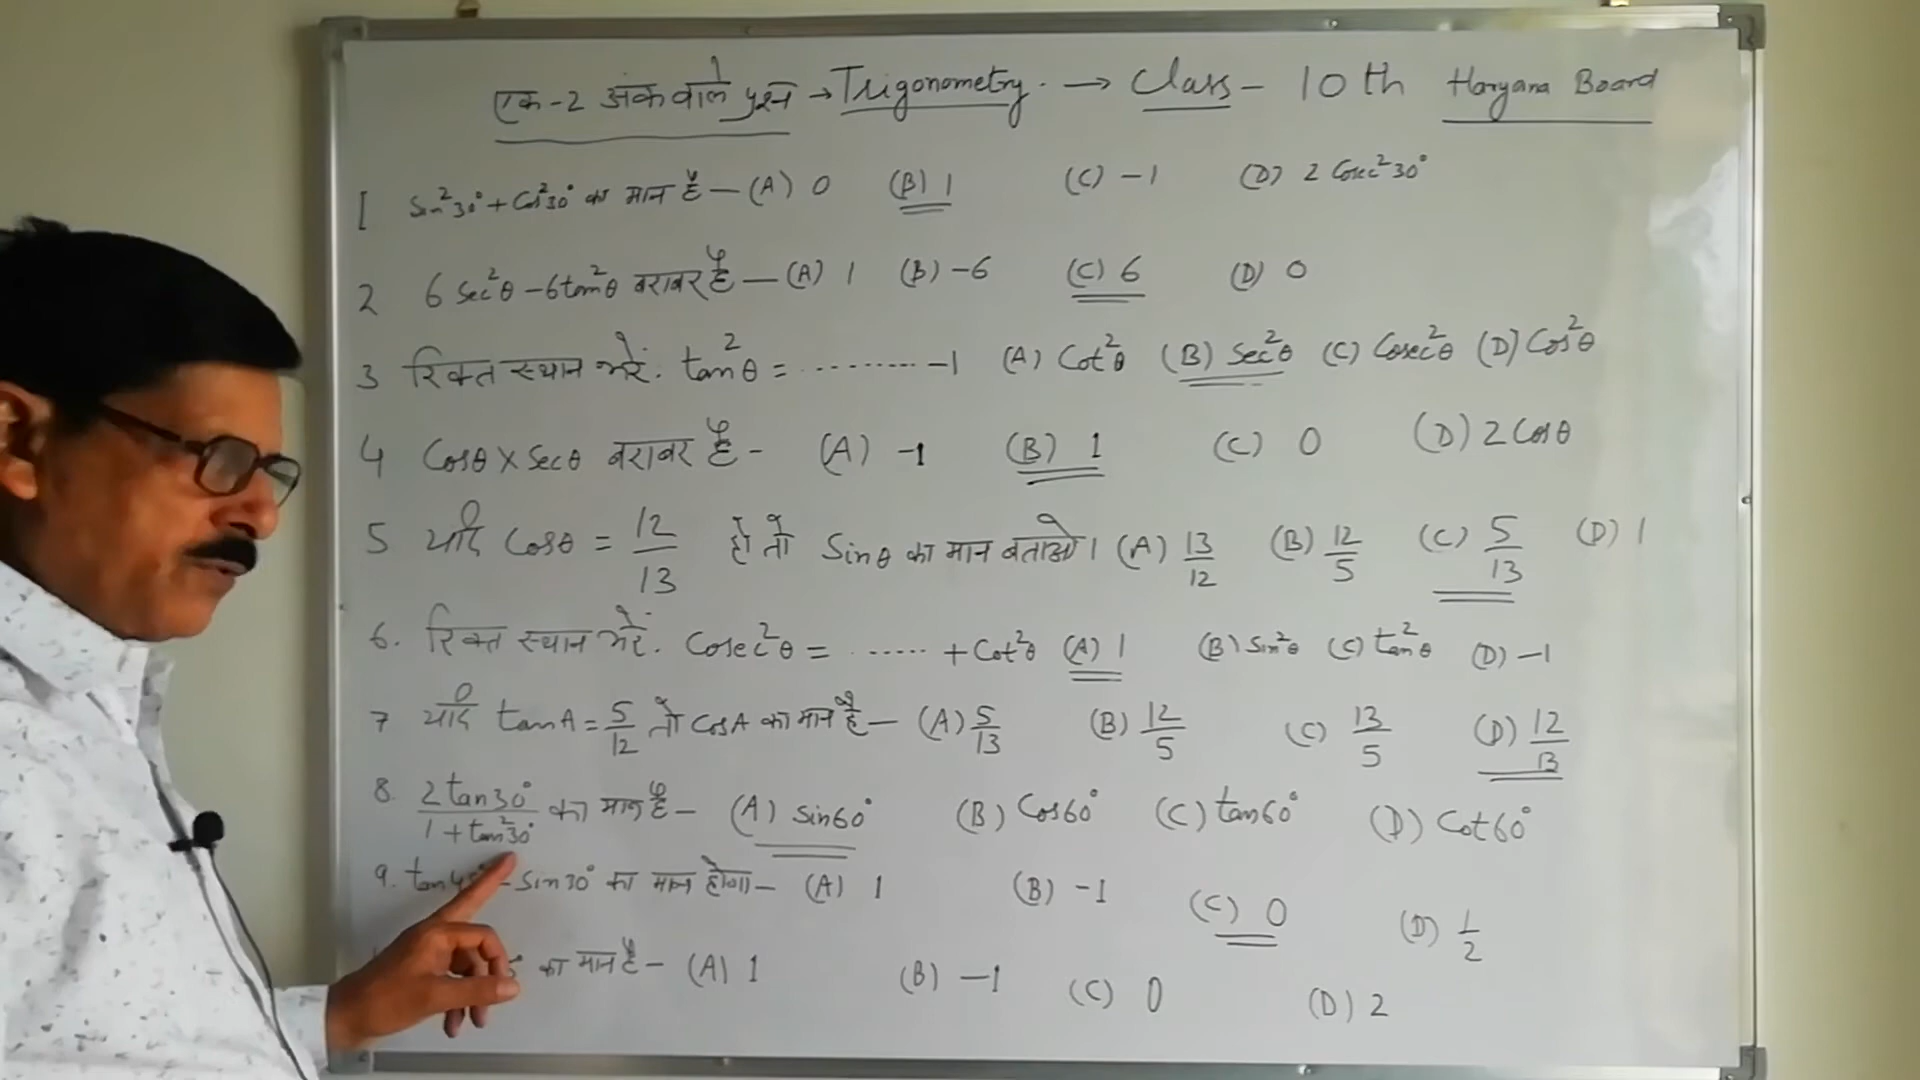 एक-2 अंक वाले प्रश्न → Trigonometry. → Class - 10th Haryana Board
1 Sin²30° + Cos²30° का मान है — (A) 0 (B) 1 (C) -1 (D) 2 Cosec²30°
2 6 Sec²θ - 6 tan²θ बराबर है — (A) 1 (B) -6 (C) 6 (D) 0
3 रिक्त स्थान भरें. tan²θ = ......... -1 (A) Cot²θ (B) Sec²θ (C) Cosec²θ (D) Cos²θ
4 Cosθ × Secθ बराबर है - (A) -1 (B) 1 (C) 0 (D) 2 Cosθ
5 यदि Cosθ = 12/13 हो तो Sinθ का मान बताओ। (A) 13/12 (B) 12/5 (C) 5/13 (D) 1
6. रिक्त स्थान भरें. Cosec²θ = ...... + Cot²θ (A) 1 (B) Sin²θ (C) tan²θ (D) -1
7 यदि tanA = 5/12 तो CosA का मान है — (A) 5/13 (B) 12/5 (C) 13/5 (D) 12/13
8. 2tan30°/1+tan²30° का मान है — (A) Sin60° (B) Cos60° (C) tan60° (D) Cot60°
9. - Sin30° का मान होगा — (A) 1 (B) -1 (C) 0 (D) 1/2
का मान है — (A) 1 (B) -1 (C) 0 (D) 2